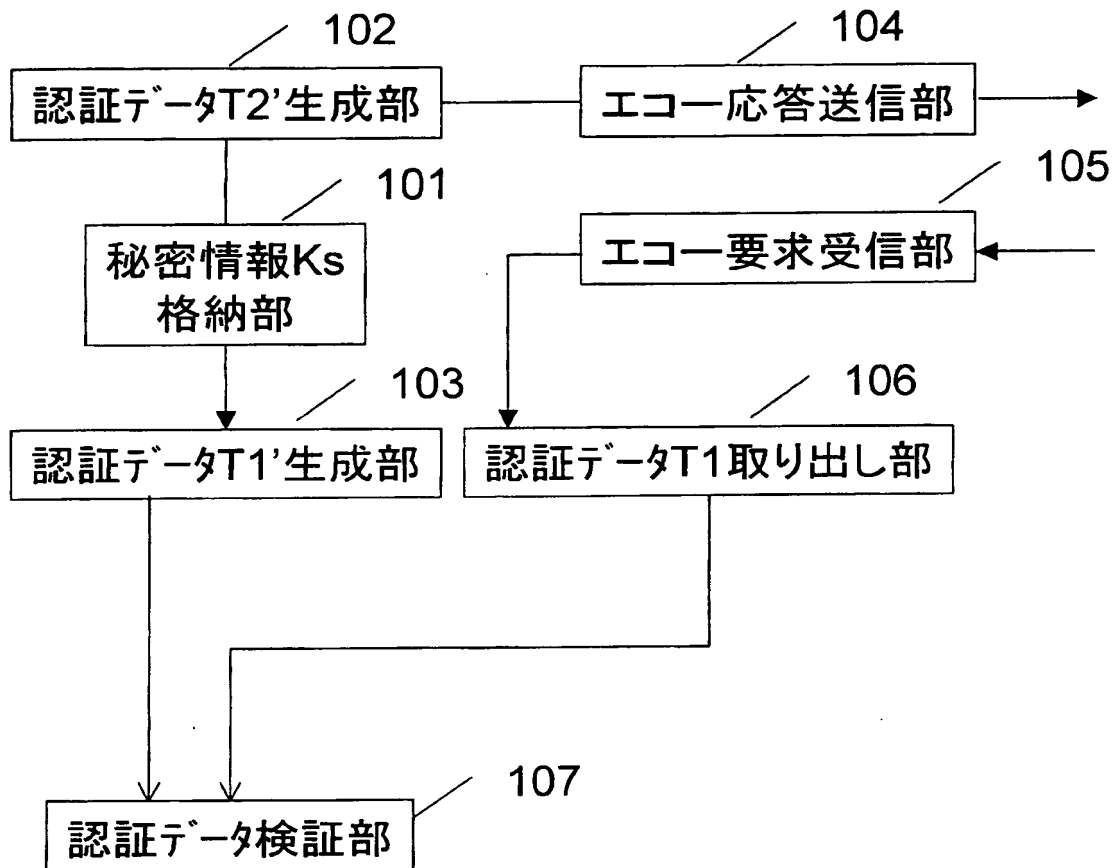 102
認証データT2'生成部
104
エコー応答送信部
101
秘密情報Ks
格納部
105
エコー要求受信部
103
認証データT1'生成部
106
認証データT1取り出し部
107
認証データ検証部